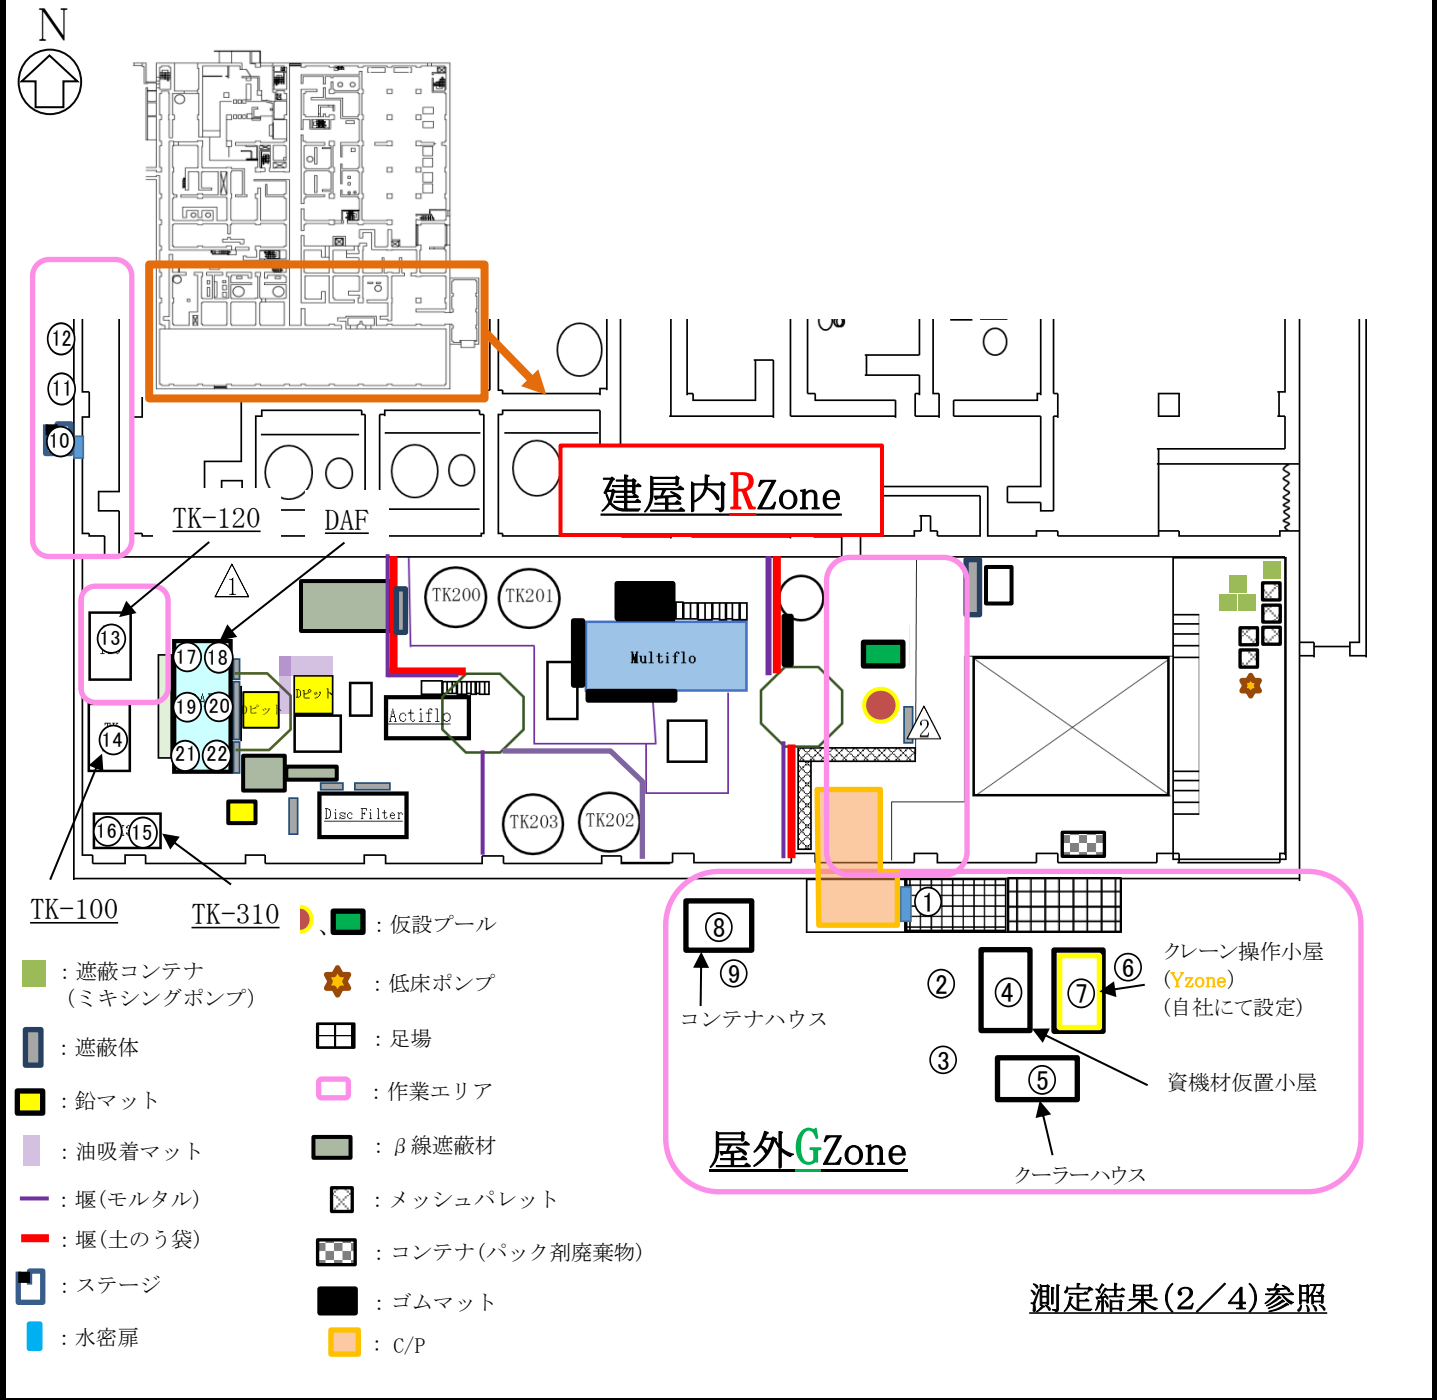 N
⑫
⑪
⑩
建屋内RZone
TK-120
DAF
1
TK200
TK201
⑬
⑰
⑱
Multiflo
Dピット
⑲
⑳
Dピット
Actiflo
2
⑭
㉑
㉒
Disc Filter
TK203
TK202
⑯
⑮
TK-100
TK-310
①
⑧
⑨
コンテナハウス
②
④
⑦
⑥
クレーン操作小屋
(Yzone)
(自社にて設定)
③
⑤
資機材仮置小屋
クーラーハウス
屋外GZone
、
：仮設プール
：遮蔽コンテナ
(ミキシングポンプ)
：低床ポンプ
：遮蔽体
：足場
：鉛マット
：作業エリア
：油吸着マット
：β線遮蔽材
：堰(モルタル)
：メッシュパレット
：堰(土のう袋)
：コンテナ(パック剤廃棄物)
：ステージ
：ゴムマット
：水密扉
：C/P
測定結果(2／4)参照